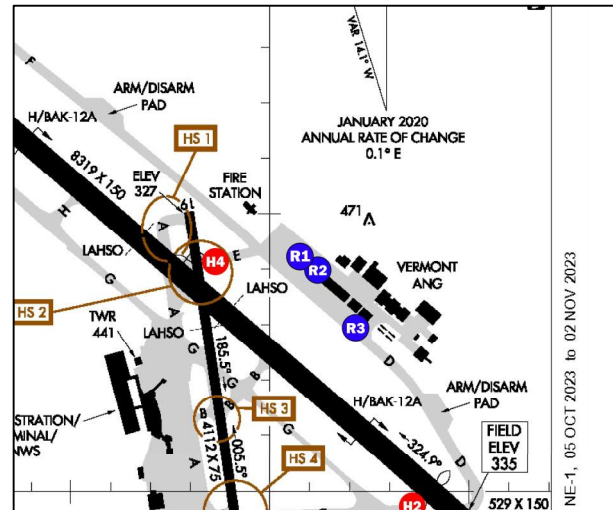 VAR 14.1° W
F
ARM/DISARM
PAD
JANUARY 2020
ANNUAL RATE OF CHANGE
0.1° E
H/BAK-12A
HS 1
8319 X 150
ELEV
327
FIRE
STATION
19
471
A
H
E
H4
R1
R2
LAHSO
VERMONT
ANG
G
LAHSO
HS 2
R3
TWR
441
A
LAHSO
G
G
D
185.5°
G
B
H/BAK-12A
ARM/DISARM
PAD
STRATION/
MINAL/
NWS
B
B
HS 3
G
4112 X 75
005.5°
324.9°
D
FIELD
ELEV
335
A
HS 4
H2
529 X 150
NE-1, 05 OCT 2023 to 02 NOV 2023